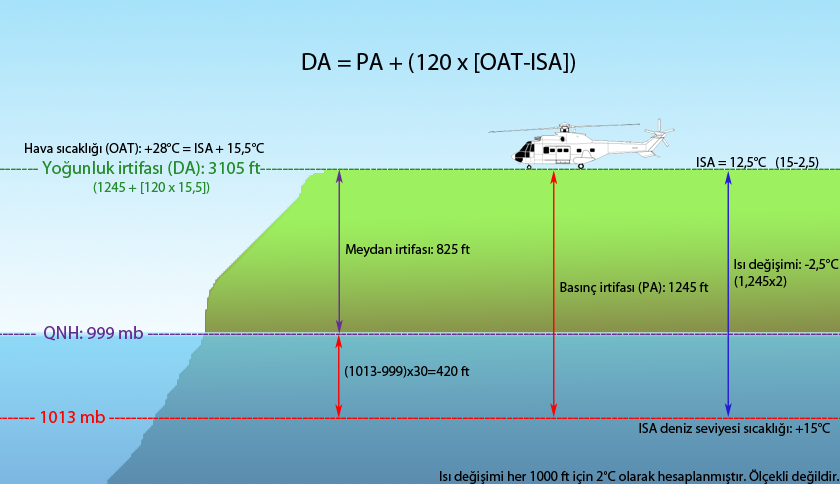 DA = PA + (120 x [OAT-ISA])
Hava sıcaklığı (OAT): +28°C = ISA + 15,5°C
Yoğunluk irtifası (DA): 3105 ft
(1245 + [120 x 15,5])
ISA = 12,5°C (15-2,5)
Meydan irtifası: 825 ft
Basınç irtifası (PA): 1245 ft
Isı değişimi: -2,5°C
(1,245x2)
QNH: 999 mb
(1013-999)x30=420 ft
1013 mb
ISA deniz seviyesi sıcaklığı: +15°C
Isı değişimi her 1000 ft için 2°C olarak hesaplanmıştır. Ölçekli değildir.